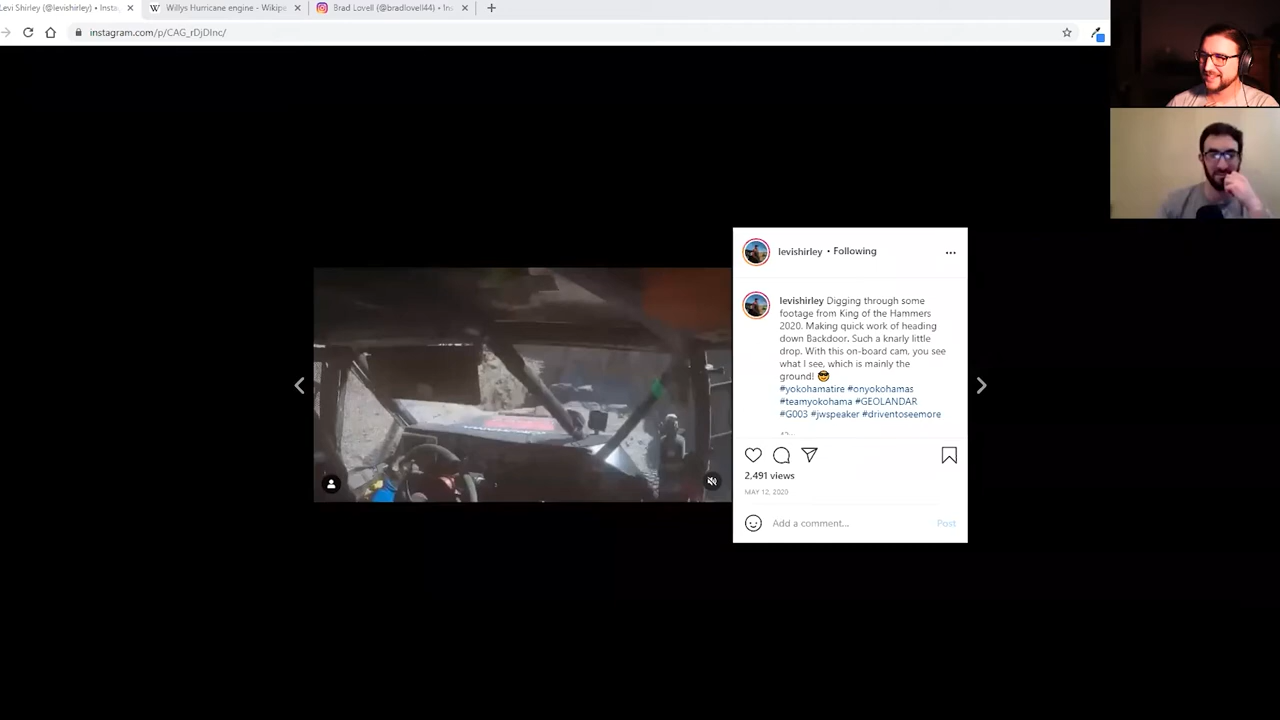 Levi Shirley (@levishirley) • Insta
Willys Hurricane engine - Wikipe
Brad Lovell (@bradlovell44) • In
instagram.com/p/CAG_rDjDInc/
levishirley • Following
levishirley Digging through some
footage from King of the Hammers
2020. Making quick work of heading
down Backdoor. Such a knarly little
drop. With this on-board cam, you see
what I see, which is mainly the
ground! 😎
#yokohamatire #onyokohamas
#teamyokohama #GEOLANDAR
#G003 #jwspeaker #driventoseemore
2,491 views
MAY 12, 2020
Add a comment...
Post